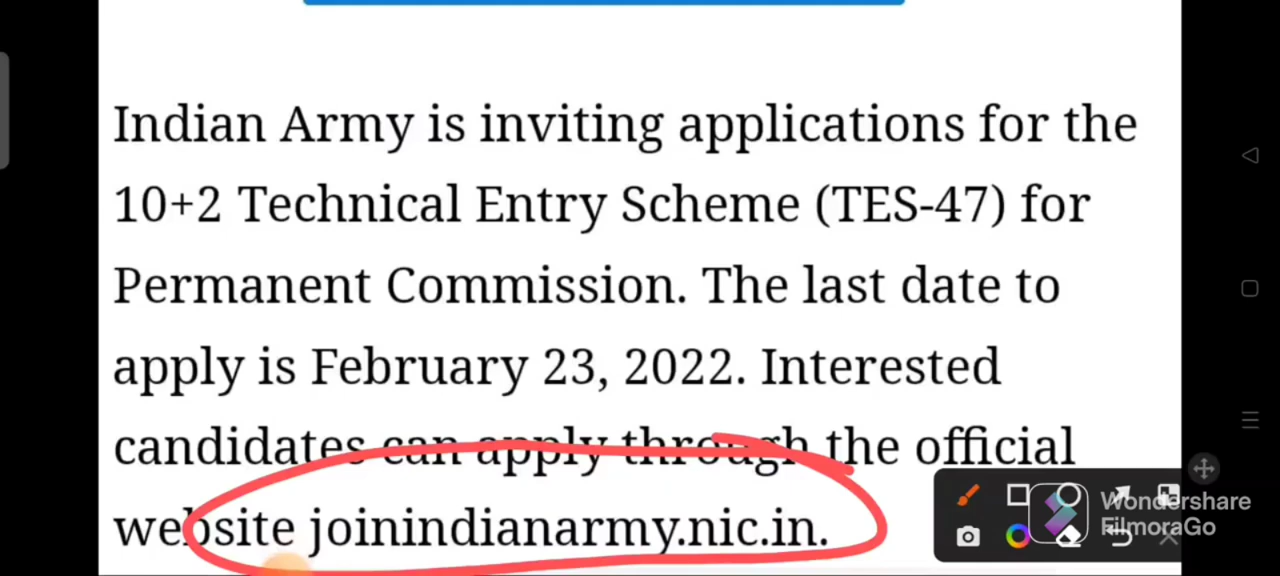 Indian Army is inviting applications for the
10+2 Technical Entry Scheme (TES-47) for
Permanent Commission. The last date to
apply is February 23, 2022. Interested
candidates can apply through the official
website joinindianarmy.nic.in.
Wondershare
FilmoraGo